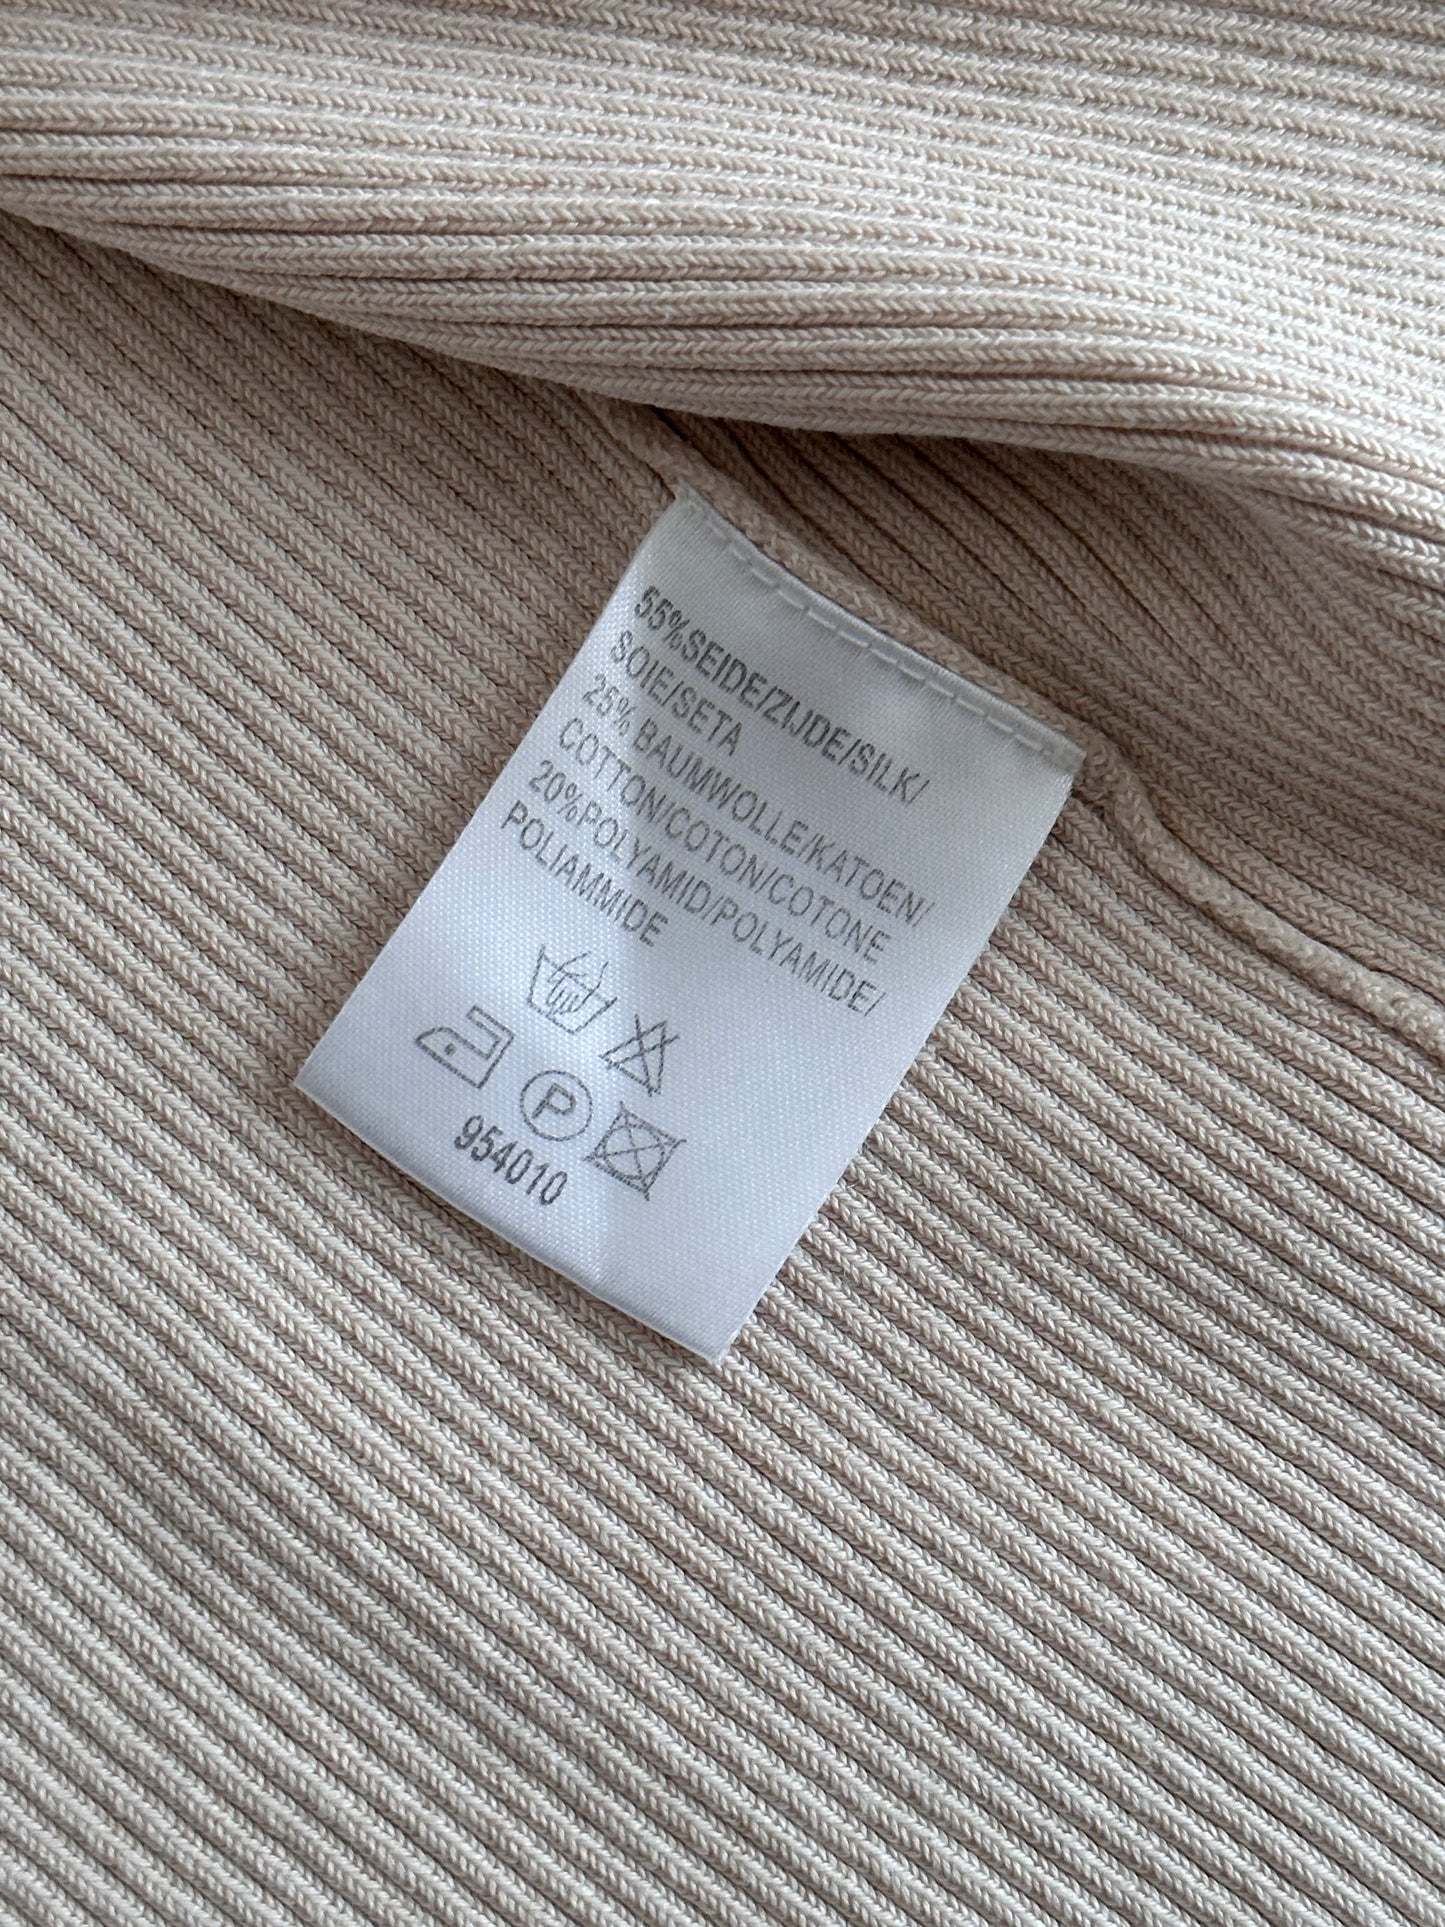 55%SEIDE/ZIJDE/SILK/
SOIE/SETA
25% BAUMWOLLE/KATOEN/
COTTON/COTON/COTONE
20%POLYAMID/POLYAMIDE/
POLIAMMIDE
P
954010